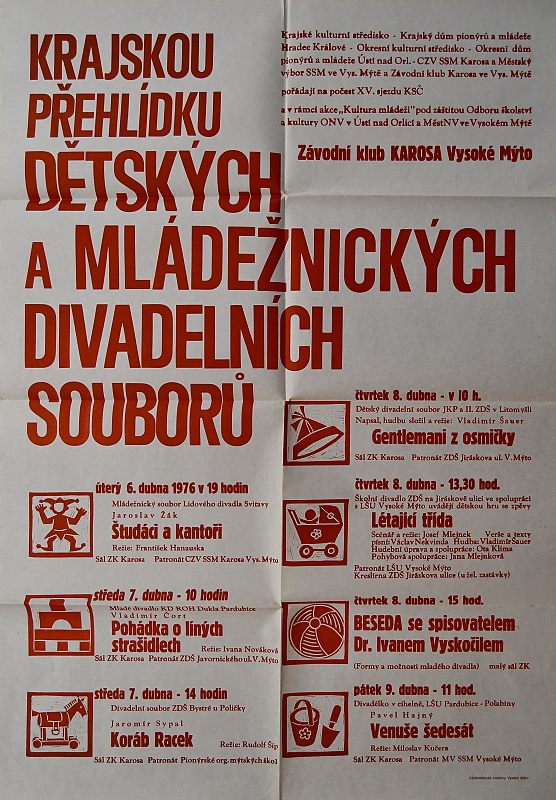 KRAJSKOU
PŘEHLÍDKU
DĚTSKÝCH
A MLÁDEŽNICKÝCH
DIVADELNÍCH
SOUBORŮ
Krajské kulturní středisko - Krajský dům pionýrů a mládeže
Hradec Králové - Okresní kulturní středisko - Okresní dům
pionýrů a mládeže Ústí nad Orl. - CZV SSM Karosa a Městský
výbor SSM ve Vys. Mýtě a Závodní klub Karosa ve Vys. Mýtě
pořádají na počest XV. sjezdu KSČ
a v rámci akce „Kultura mládeži" pod záštitou Odboru školství
a kultury ONV v Ústí nad Orlicí a MěstNV ve Vysokém Mýtě
Závodní klub KAROSA Vysoké Mýto
úterý 6. dubna 1976 v 19 hodin
Mládežnický soubor Lidového divadla Svitavy
Jaroslav Žák
Študáci a kantoři
Režie: František Hanauska
Sál ZK Karosa Patronát CZV SSM Karosa Vys. Mýto
středa 7. dubna - 10 hodin
Mladé divadlo KD ROH Dukla Pardubice
Vladimír Čort
Pohádka o líných
strašidlech
Režie: Ivana Nováková
Sál ZK Karosa Patronát ZDŠ Javornického ul. V. Mýto
středa 7. dubna - 14 hodin
Divadelní soubor ZDŠ Bystré u Poličky
Jaromír Sypal
Koráb Racek
Režie: Rudolf Šíp
Sál ZK Karosa Patronát Pionýrské org. mýtských škol
čtvrtek 8. dubna - v 10 h.
Dětský divadelní soubor JKP a II. ZDŠ v Litomyšli
Napsal, hudbu složil a režie: Vladimír Šauer
Gentlemani z osmičky
Sál ZK Karosa Patronát ZDŠ Jiráskova ul. V. Mýto
čtvrtek 8. dubna - 13,30 hod.
Školní divadlo ZDŠ na Jiráskově ulici ve spolupráci
s LŠU Vysoké Mýto uvádějí dětskou hru se zpěvy
Létající třída
Scénář a režie: Josef Mlejnek Verše a texty
písní: Václav Nekvinda Hudba: Vladimír Sauer
Hudební úprava a spolupráce: Ota Klíma
Pohybová spolupráce: Jana Mlejnková
Patronát LŠU Vysoké Mýto
Kreslírna ZDŠ Jiráskova ulice (u žel. zastávky)
čtvrtek 8. dubna - 15 hod.
BESEDA se spisovatelem
Dr. Ivanem Vyskočilem
(Formy a možnosti mladého divadla) malý sál ZK
pátek 9. dubna - 11 hod.
Divadélko v cihelně, LŠU Pardubice - Polabiny
Pavel Hajný
Venuše šedesát
Režie: Miloslav Kučera
Sál ZK Karosa Patronát MV SSM Vysoké Mýto